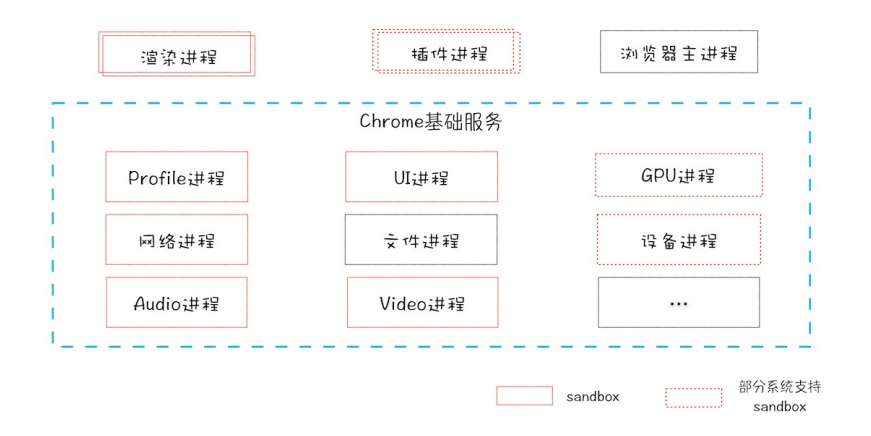 渲染进程
插件进程
浏览器主进程
Chrome基础服务
Profile进程
UI进程
GPU进程
网络进程
文件进程
设备进程
Audio进程
Video进程
...
sandbox
部分系统支持
sandbox